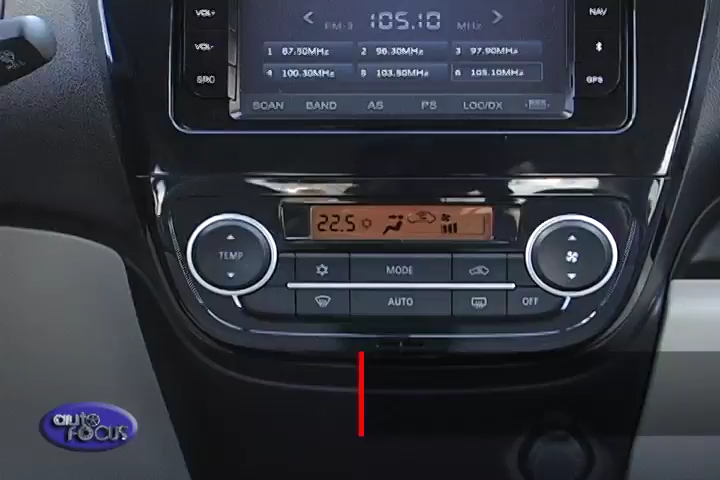 VOL+
FM-3 105.10 MHz
NAV
VOL-
1 87.50MHz 2 96.30MHz 3 97.90MHz
4 100.30MHz 5 103.50MHz 6 105.10MHz
SRC
GPS
SCAN BAND AS PS LOC/DX
22.5
TEMP
MODE
AUTO
OFF
auto
FOCUS